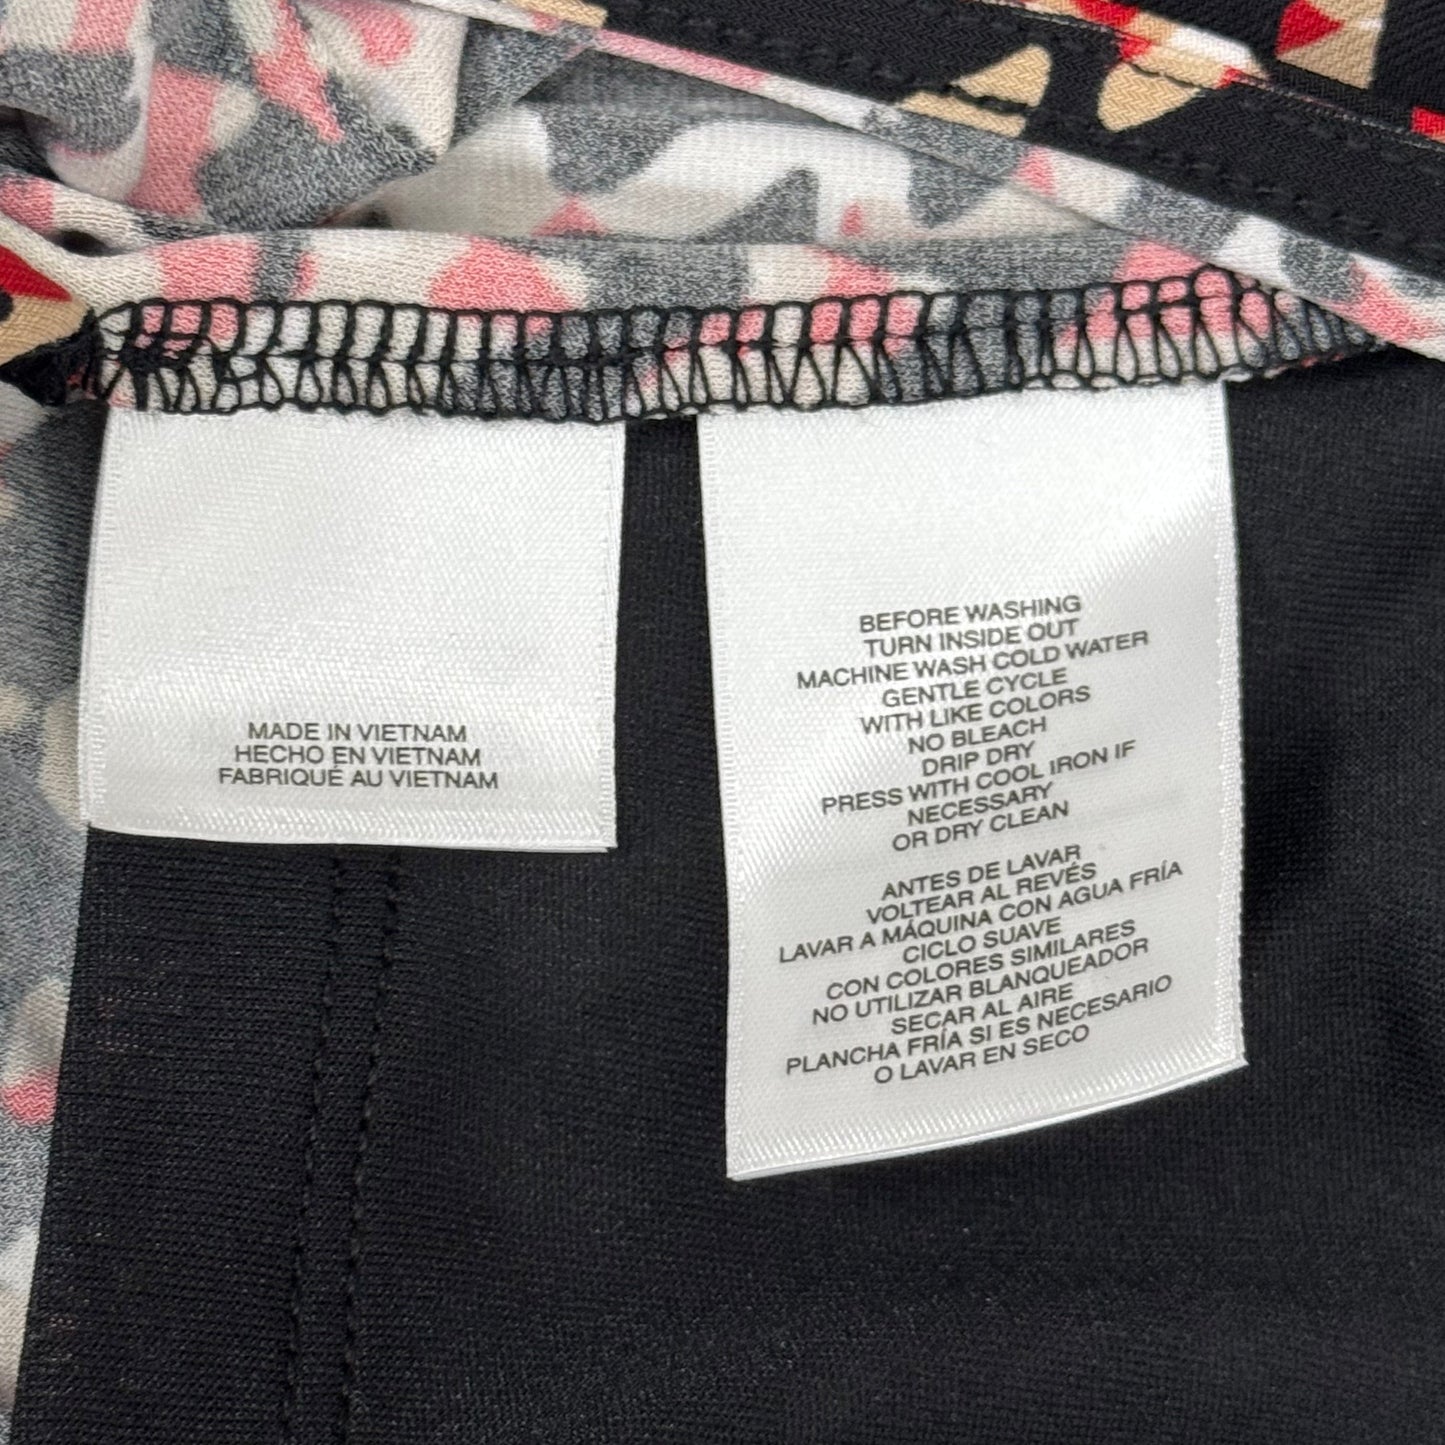 MADE IN VIETNAM
HECHO EN VIETNAM
FABRIQUÉ AU VIETNAM
BEFORE WASHING
TURN INSIDE OUT
MACHINE WASH COLD WATER
GENTLE CYCLE
WITH LIKE COLORS
NO BLEACH
DRIP DRY
PRESS WITH COOL IRON IF
NECESSARY
OR DRY CLEAN
ANTES DE LAVAR
VOLTEAR AL REVÉS
LAVAR A MÁQUINA CON AGUA FRÍA
CICLO SUAVE
CON COLORES SIMILARES
NO UTILIZAR BLANQUEADOR
SECAR AL AIRE
PLANCHA FRÍA SI ES NECESARIO
O LAVAR EN SECO